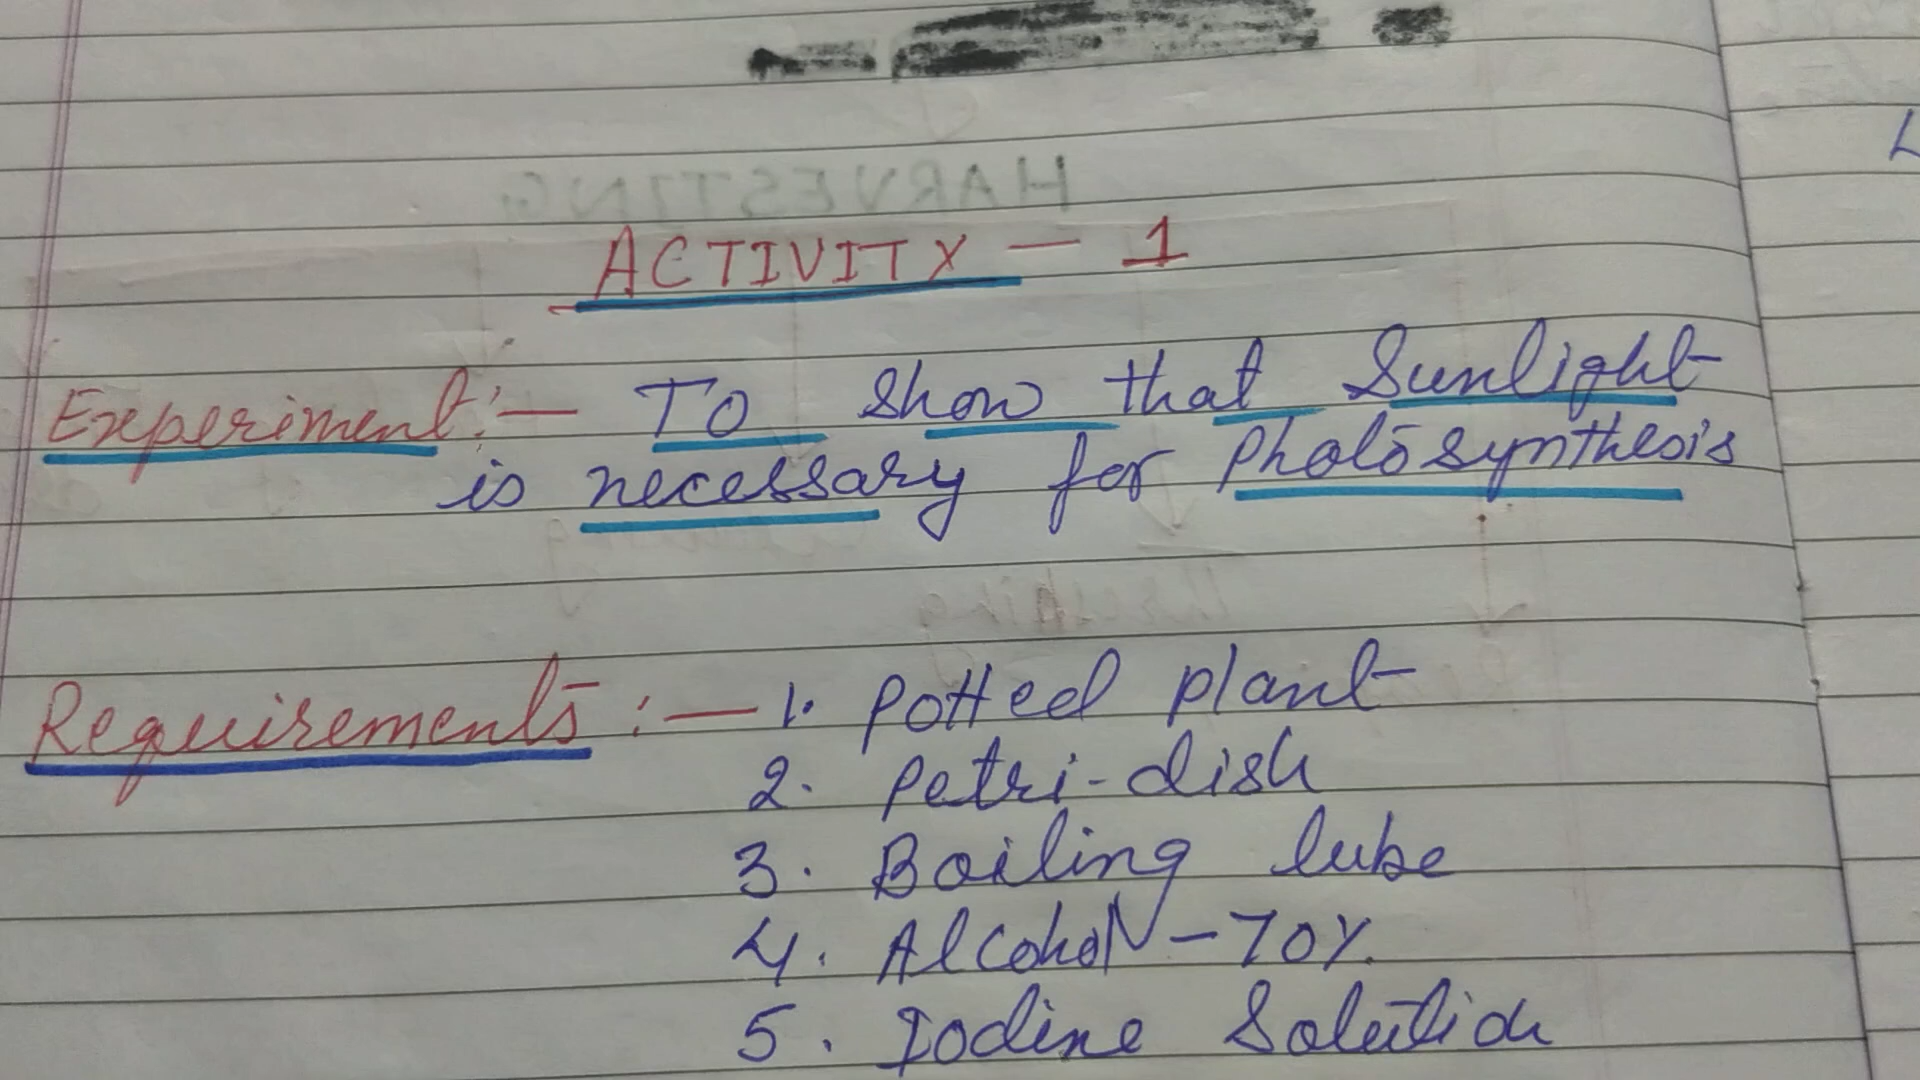 ACTIVITY - 1
Experiment:- To show that Sunlight
is necessary for photosynthesis
Requirements:- 1. Potted plant
2. Petri-dish
3. Boiling tube
4. Alcohol - 70%
5. Iodine Solution